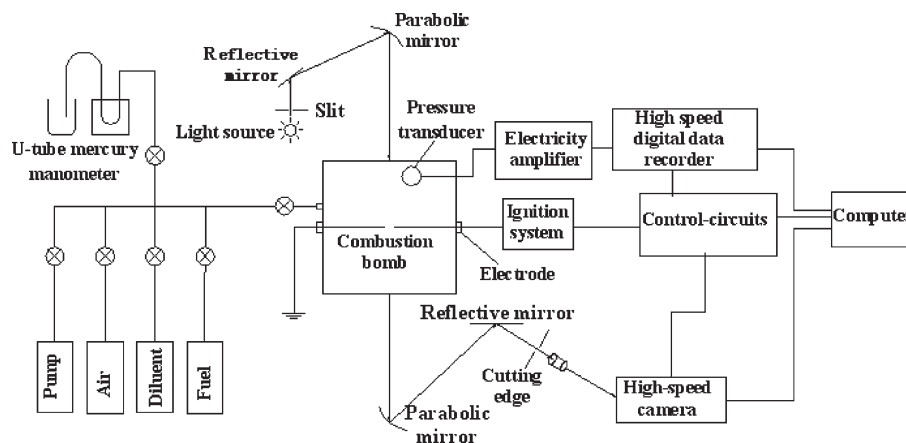 Parabolic
mirror
Reflective
mirror
Slit
Light source
Pressure
transducer
U-tube mercury
manometer
Electricity
amplifier
High speed
digital data
recorder
Ignition
system
Control-circuits
Computer
Combustion
bomb
Electrode
Reflective mirror
Cutting
edge
High-speed
camera
Parabolic
mirror
Pump
Air
Diluent
Fuel